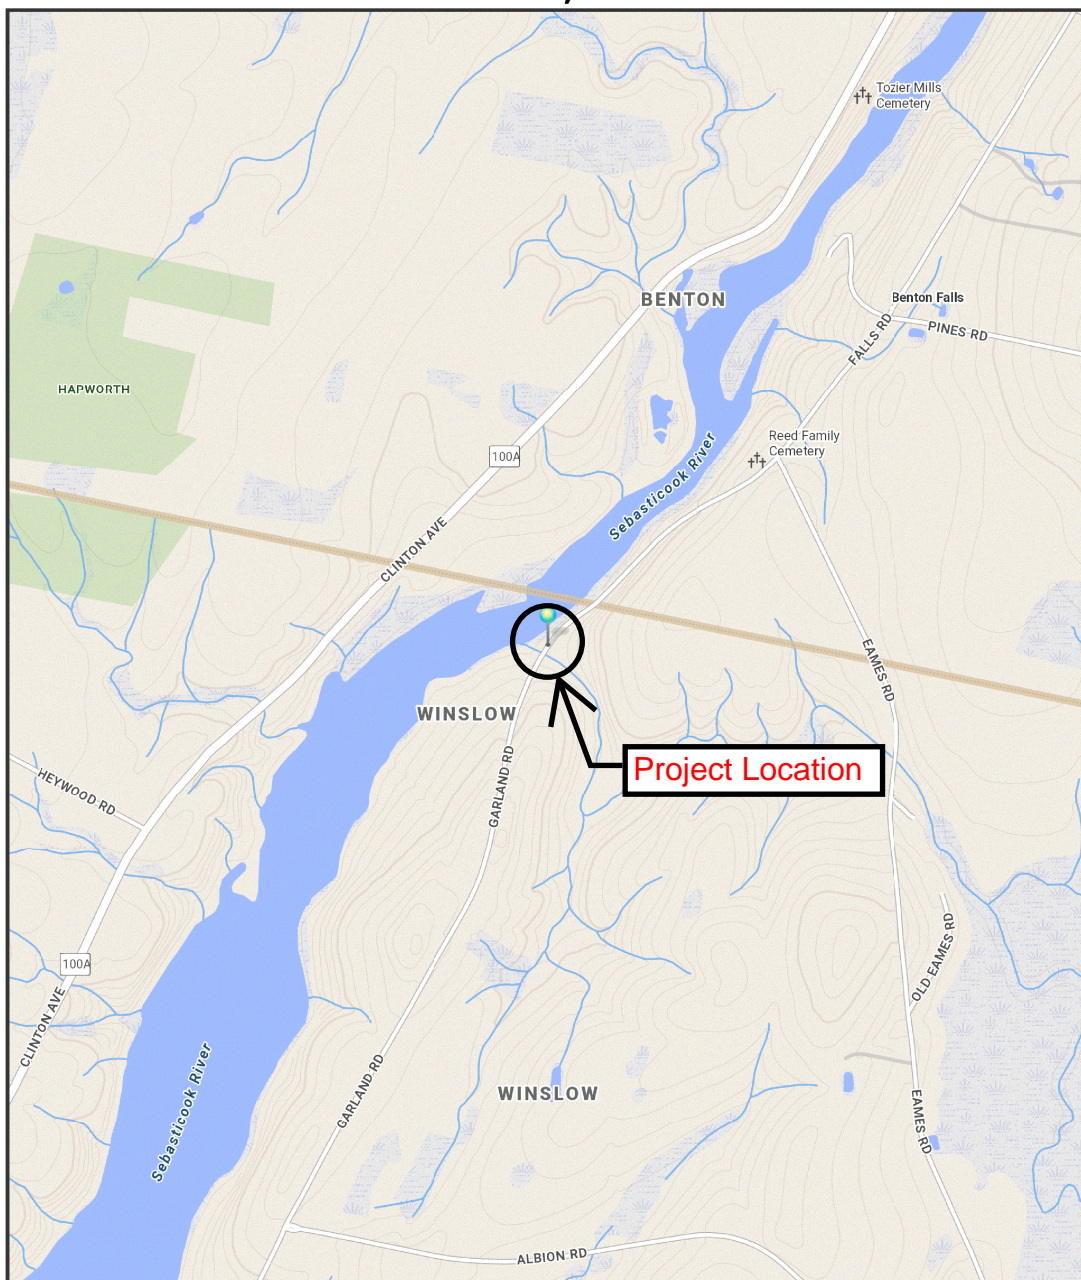 Tozier Mills
Cemetery
BENTON
Benton Falls
PINES RD
FALLS RD
HAPWORTH
Reed Family
Cemetery
100A
Sebasticook River
CLINTON AVE
EAMES RD
WINSLOW
GARLAND RD
Project Location
HEYWOOD RD
OLD EAMES RD
100A
CLINTON AVE
Sebasticook River
GARLAND RD
WINSLOW
EAMES RD
ALBION RD